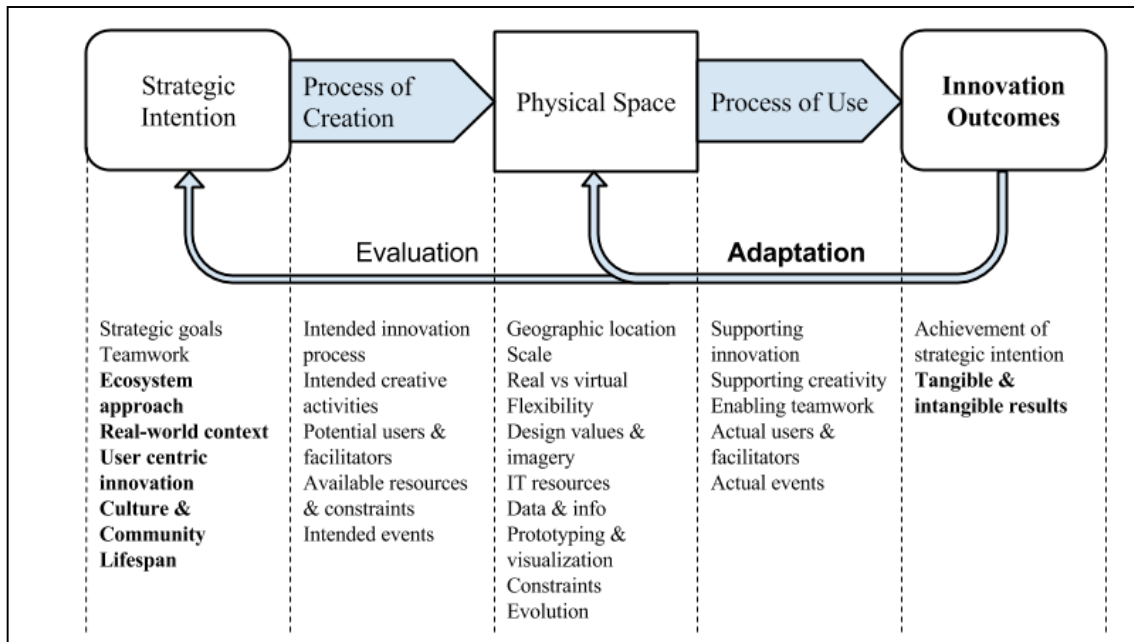 Strategic
Intention
Process of
Creation
Physical Space
Process of Use
Innovation
Outcomes
Evaluation
Adaptation
Strategic goals
Teamwork
Ecosystem
approach
Real-world context
User centric
innovation
Culture &
Community
Lifespan
Intended innovation
process
Intended creative
activities
Potential users &
facilitators
Available resources
& constraints
Intended events
Geographic location
Scale
Real vs virtual
Flexibility
Design values &
imagery
IT resources
Data & info
Prototyping &
visualization
Constraints
Evolution
Supporting
innovation
Supporting creativity
Enabling teamwork
Actual users &
facilitators
Actual events
Achievement of
strategic intention
Tangible &
intangible results